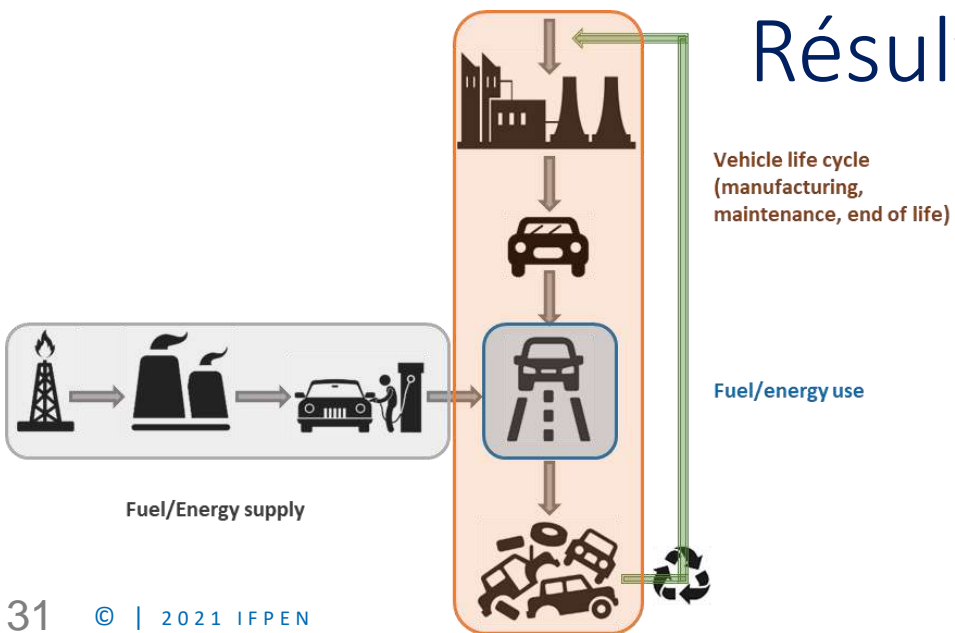 Résul
Vehicle life cycle
(manufacturing,
maintenance, end of life)
Fuel/energy use
Fuel/Energy supply
31 © | 2021 IFPEN